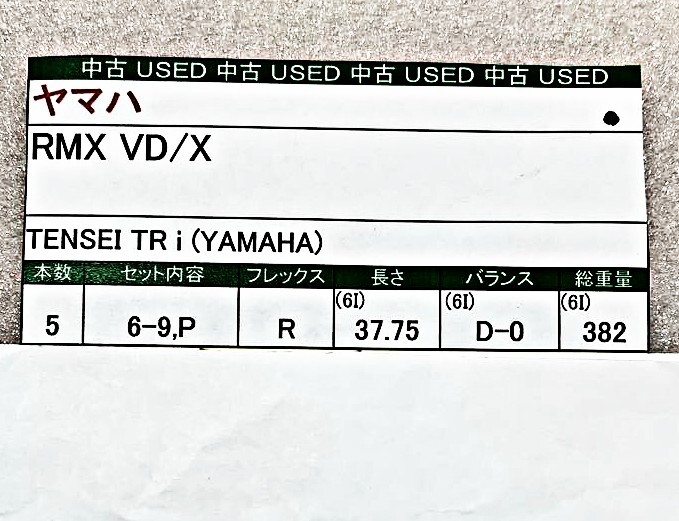 中古 USED 中古 USED 中古 USED 中古 USED
ヤマハ
RMX VD/X
TENSEI TR i (YAMAHA)
本数 セット内容 フレックス 長さ バランス 総重量
(6I) (6I) (6I)
5 6-9,P R 37.75 D-0 382